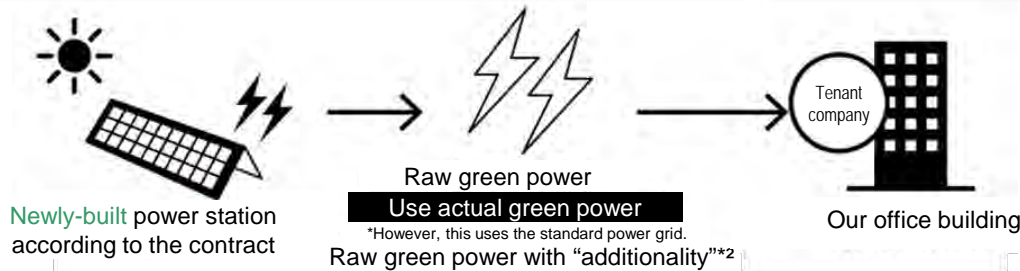 Tenant
company
Raw green power
Use actual green power
*However, this uses the standard power grid.
Raw green power with “additionality”*²
Newly-built power station
according to the contract
Our office building